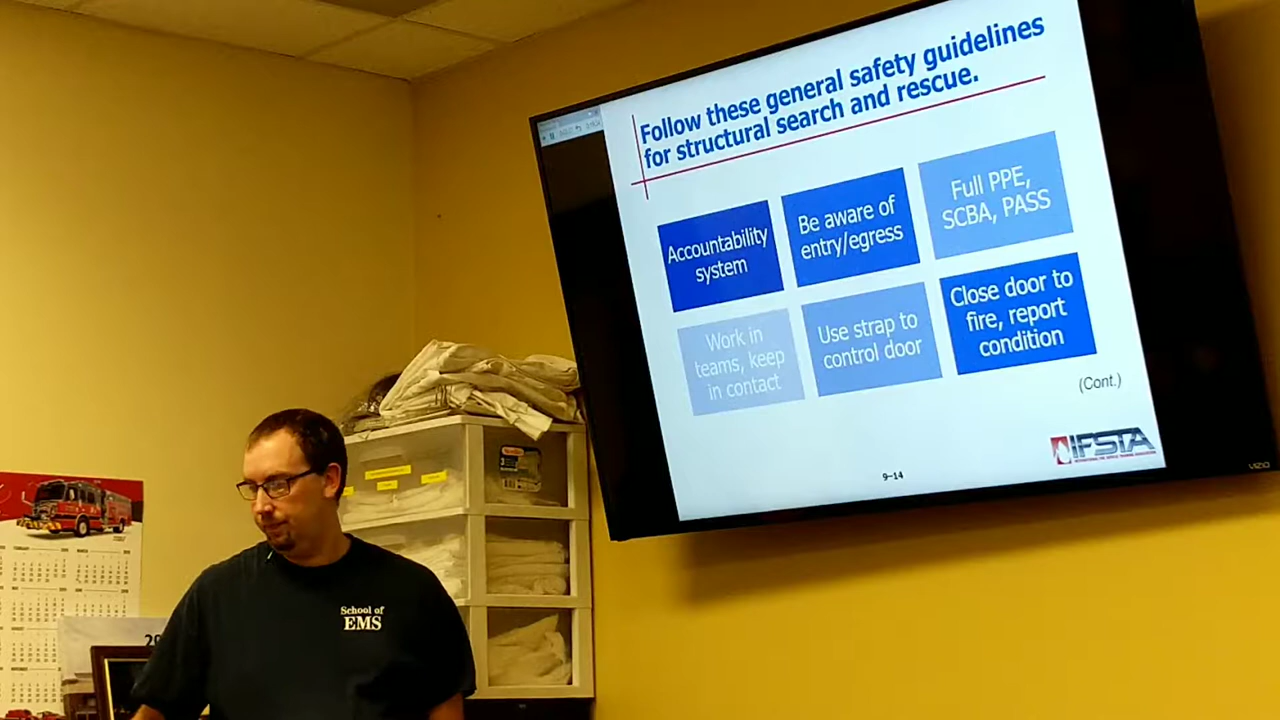 Follow these general safety guidelines
for structural search and rescue.
Accountability
system
Be aware of
entry/egress
Full PPE,
SCBA, PASS
Work in
teams, keep
in contact
Use strap to
control door
Close door to
fire, report
condition
(Cont.)
IFSTA
9-14
VIZIO
School of
EMS